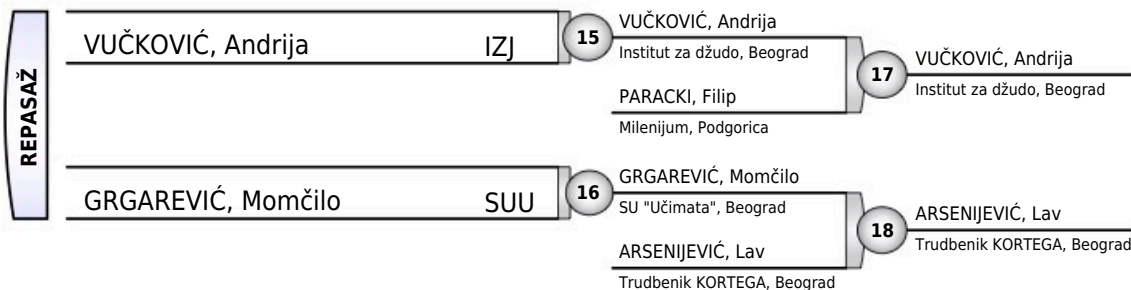 REPASAŽ
VUČKOVIĆ, Andrija IZJ
15
VUČKOVIĆ, Andrija
Institut za džudo, Beograd
PARACKI, Filip
Milenijum, Podgorica
17
VUČKOVIĆ, Andrija
Institut za džudo, Beograd
GRGAREVIĆ, Momčilo SUU
16
GRGAREVIĆ, Momčilo
SU "Učimata", Beograd
ARSENIJEVIĆ, Lav
Trudbenik KORTEGA, Beograd
18
ARSENIJEVIĆ, Lav
Trudbenik KORTEGA, Beograd